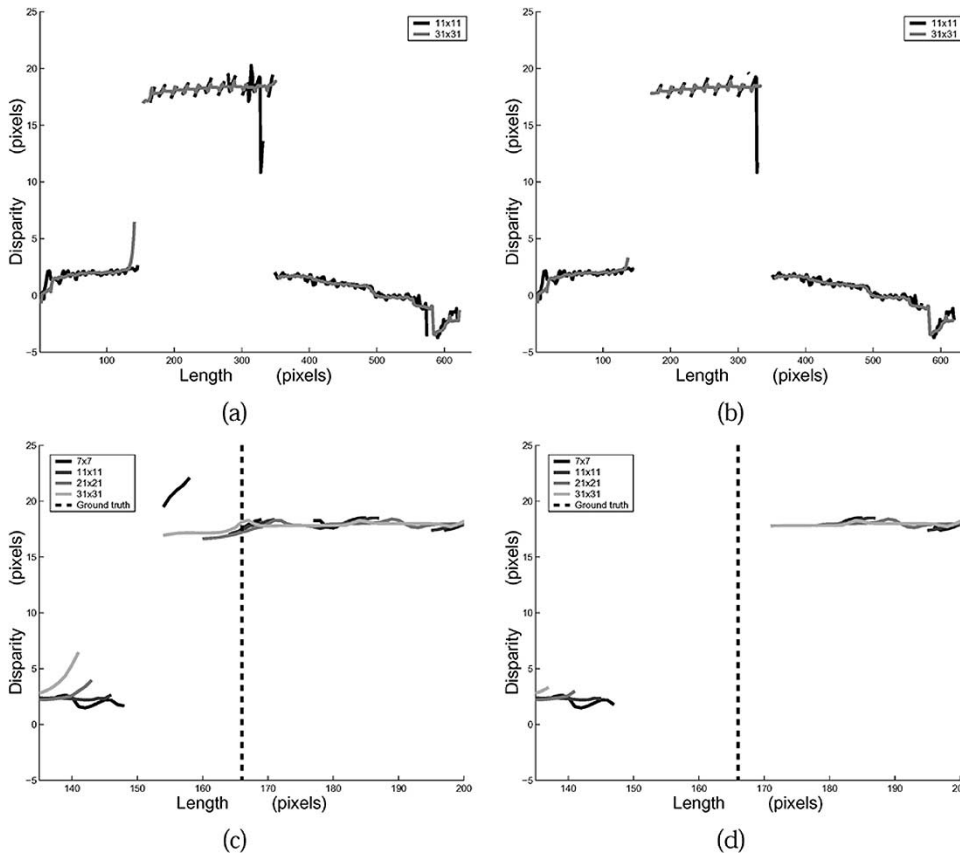 11x11
31x31
25
20
15
10
5
0
−5
Disparity (pixels)
100 200 300 400 500 600
Length (pixels)
(a)
11x11
31x31
25
20
15
10
5
0
−5
Disparity (pixels)
100 200 300 400 500 600
Length (pixels)
(b)
7x7
11x11
21x21
31x31
Ground truth
25
20
15
10
5
0
−5
Disparity (pixels)
140 150 160 170 180 190 200
Length (pixels)
(c)
7x7
11x11
21x21
31x31
Ground truth
25
20
15
10
5
0
−5
Disparity (pixels)
140 150 160 170 180 190 200
Length (pixels)
(d)